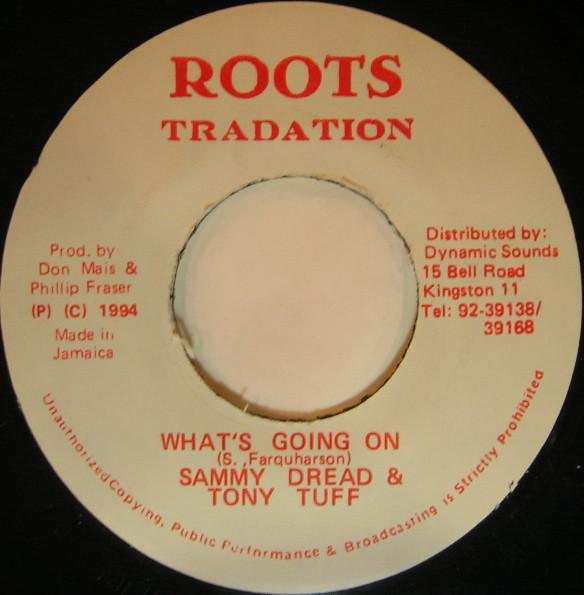 ROOTS
TRADATION
Prod. by
Don Mais &
Phillip Fraser
(P) (C) 1994
Made in
Jamaica
Distributed by:
Dynamic Sounds
15 Bell Road
Kingston 11
Tel: 92-39138/
39168
WHAT'S GOING ON
(S. ,Farquharson)
SAMMY DREAD &
TONY TUFF
UnauthorizedCopying, Public Purformance & Broadcasting is Strictly Prohibited